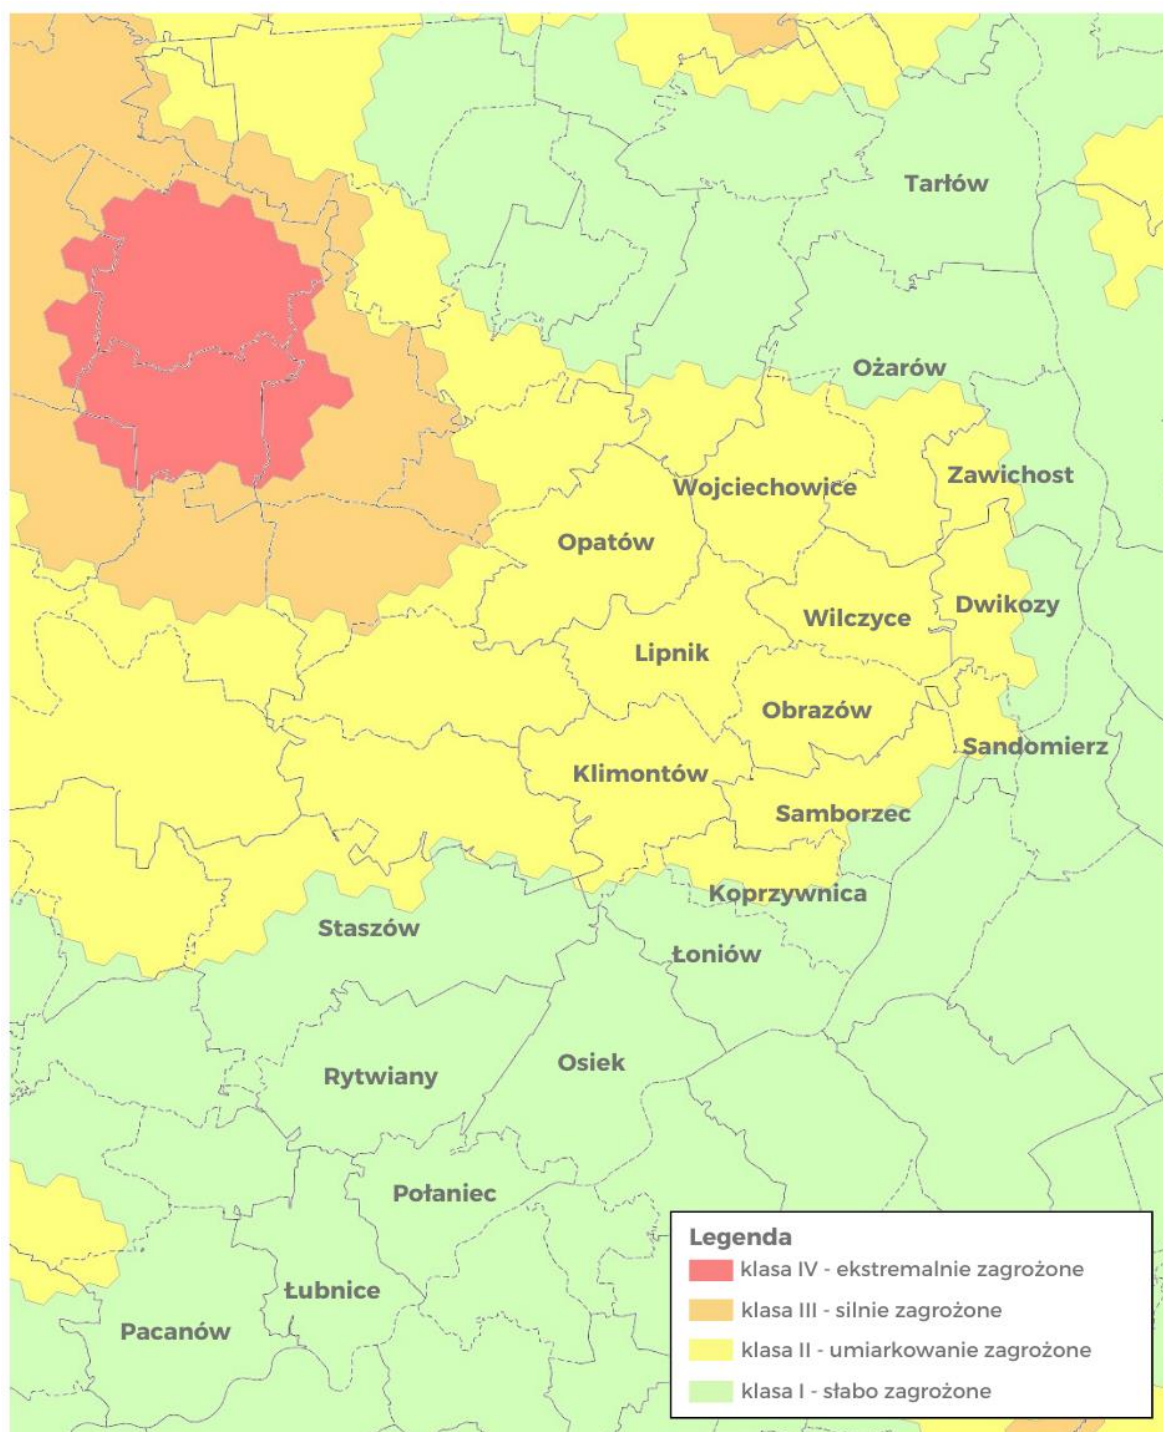 Tarłów
Ożarów
Zawichost
Wojciechowice
Opatów
Dwikozy
Wilczyce
Lipnik
Obrazów
Sandomierz
Klimontów
Samborzec
Koprzywnica
Staszów
Łoniów
Osiek
Rytwiany
Połaniec
Łubnice
Pacanów
Legenda
klasa IV - ekstremalnie zagrożone
klasa III - silnie zagrożone
klasa II - umiarkowanie zagrożone
klasa I - słabo zagrożone